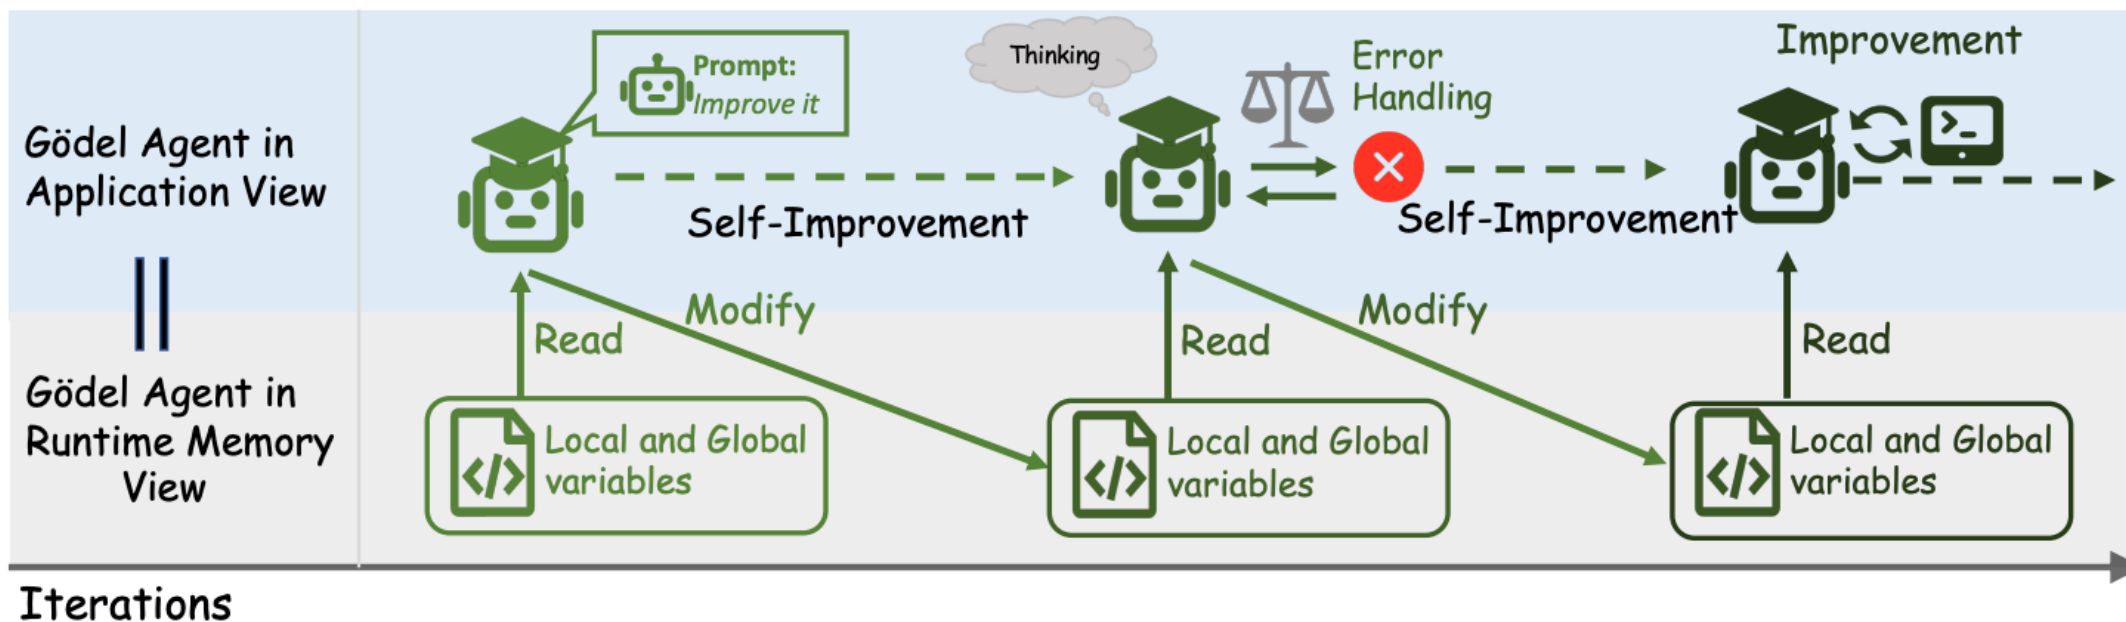 Gödel Agent in
Application View
Prompt:
Improve it
Thinking
Error
Handling
Improvement
>_
Self-Improvement
Self-Improvement
Modify
Modify
Read
Read
Read
Gödel Agent in
Runtime Memory
View
</>
Local and Global
variables
</>
Local and Global
variables
</>
Local and Global
variables
Iterations